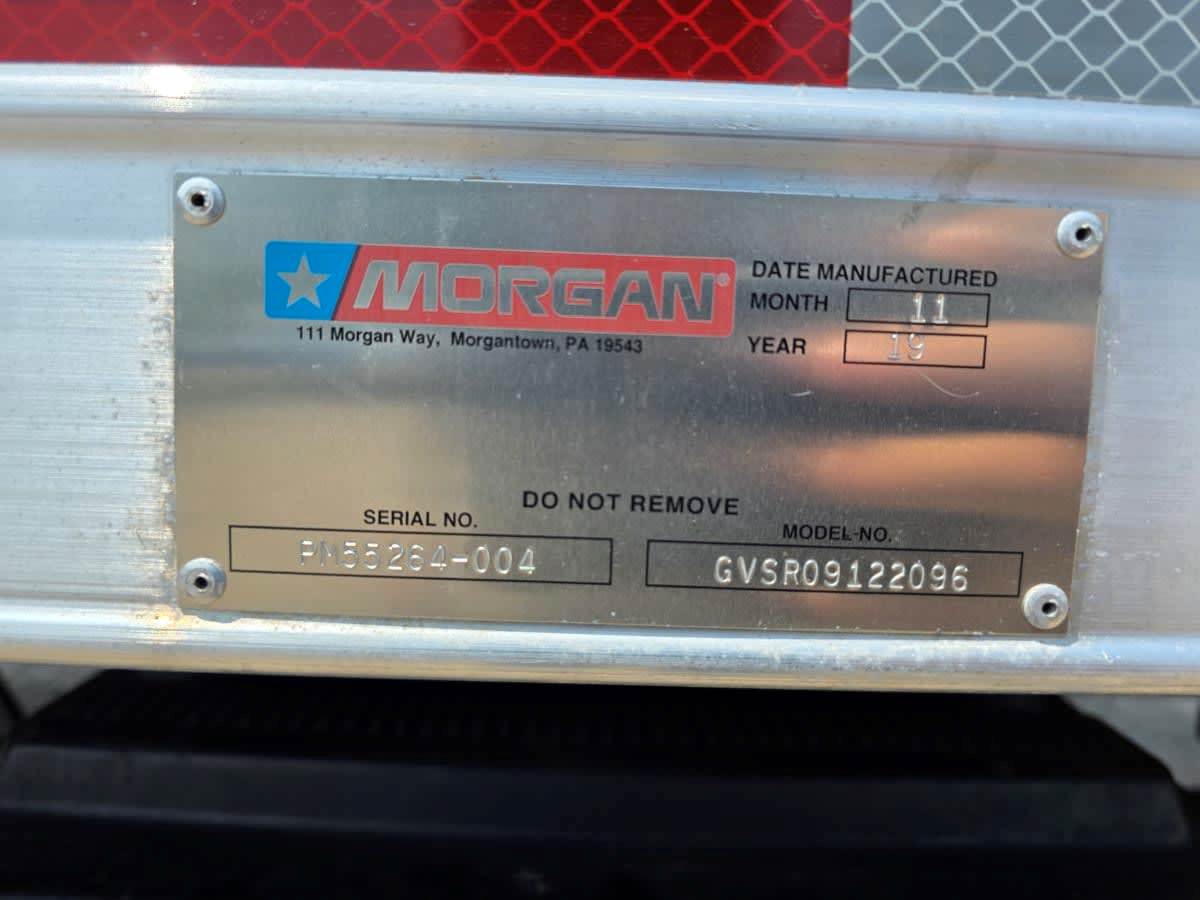 MORGAN®
111 Morgan Way, Morgantown, PA 19543
DATE MANUFACTURED
MONTH 11
YEAR 19
DO NOT REMOVE
SERIAL NO.
PM55264-004
MODEL-NO.
GVSR09122096